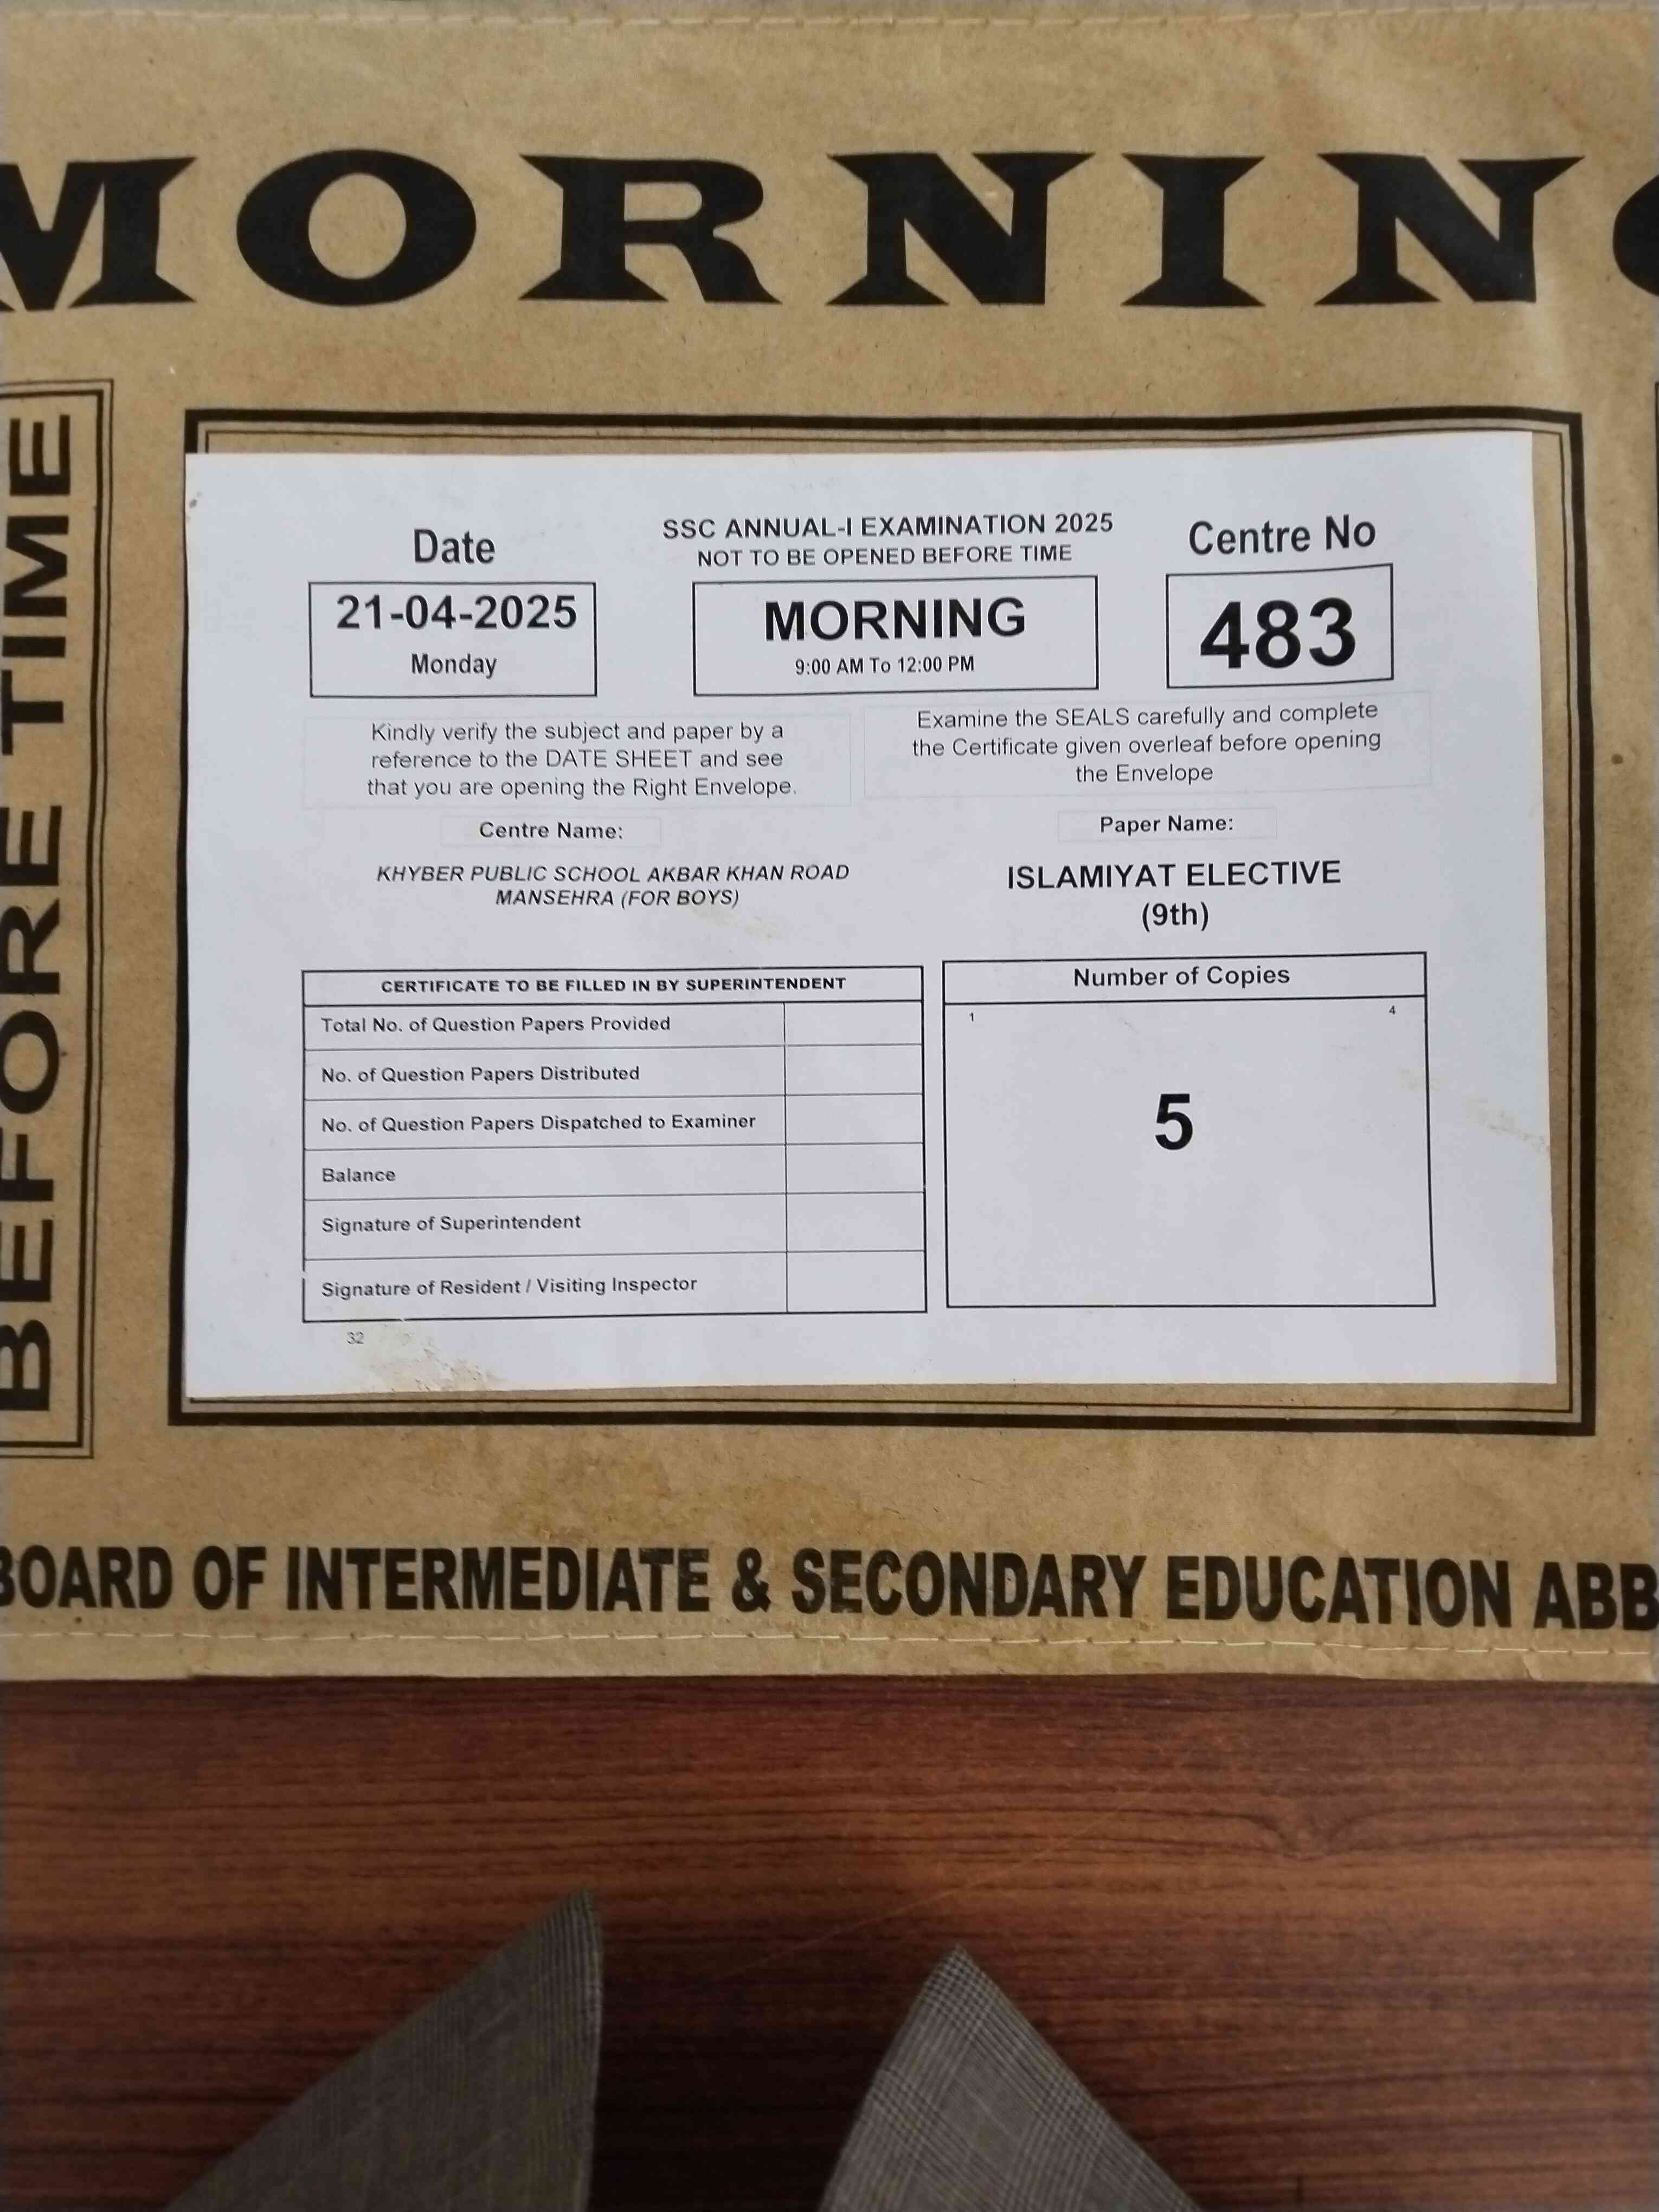 MORNING
BEFORE TIME
Date
21-04-2025
Monday
SSC ANNUAL-I EXAMINATION 2025
NOT TO BE OPENED BEFORE TIME
MORNING
9:00 AM To 12:00 PM
Centre No
483
Kindly verify the subject and paper by a
reference to the DATE SHEET and see
that you are opening the Right Envelope.
Examine the SEALS carefully and complete
the Certificate given overleaf before opening
the Envelope
Centre Name:
KHYBER PUBLIC SCHOOL AKBAR KHAN ROAD
MANSEHRA (FOR BOYS)
Paper Name:
ISLAMIYAT ELECTIVE
(9th)
CERTIFICATE TO BE FILLED IN BY SUPERINTENDENT
Total No. of Question Papers Provided
No. of Question Papers Distributed
No. of Question Papers Dispatched to Examiner
Balance
Signature of Superintendent
Signature of Resident / Visiting Inspector
32
Number of Copies
1 4
5
BOARD OF INTERMEDIATE & SECONDARY EDUCATION ABB